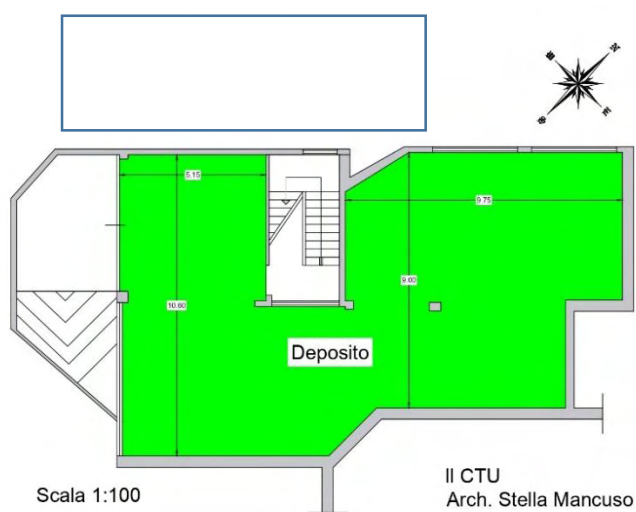 N
5.15
9.75
10.60
9.00
Deposito
Scala 1:100
Il CTU
Arch. Stella Mancuso